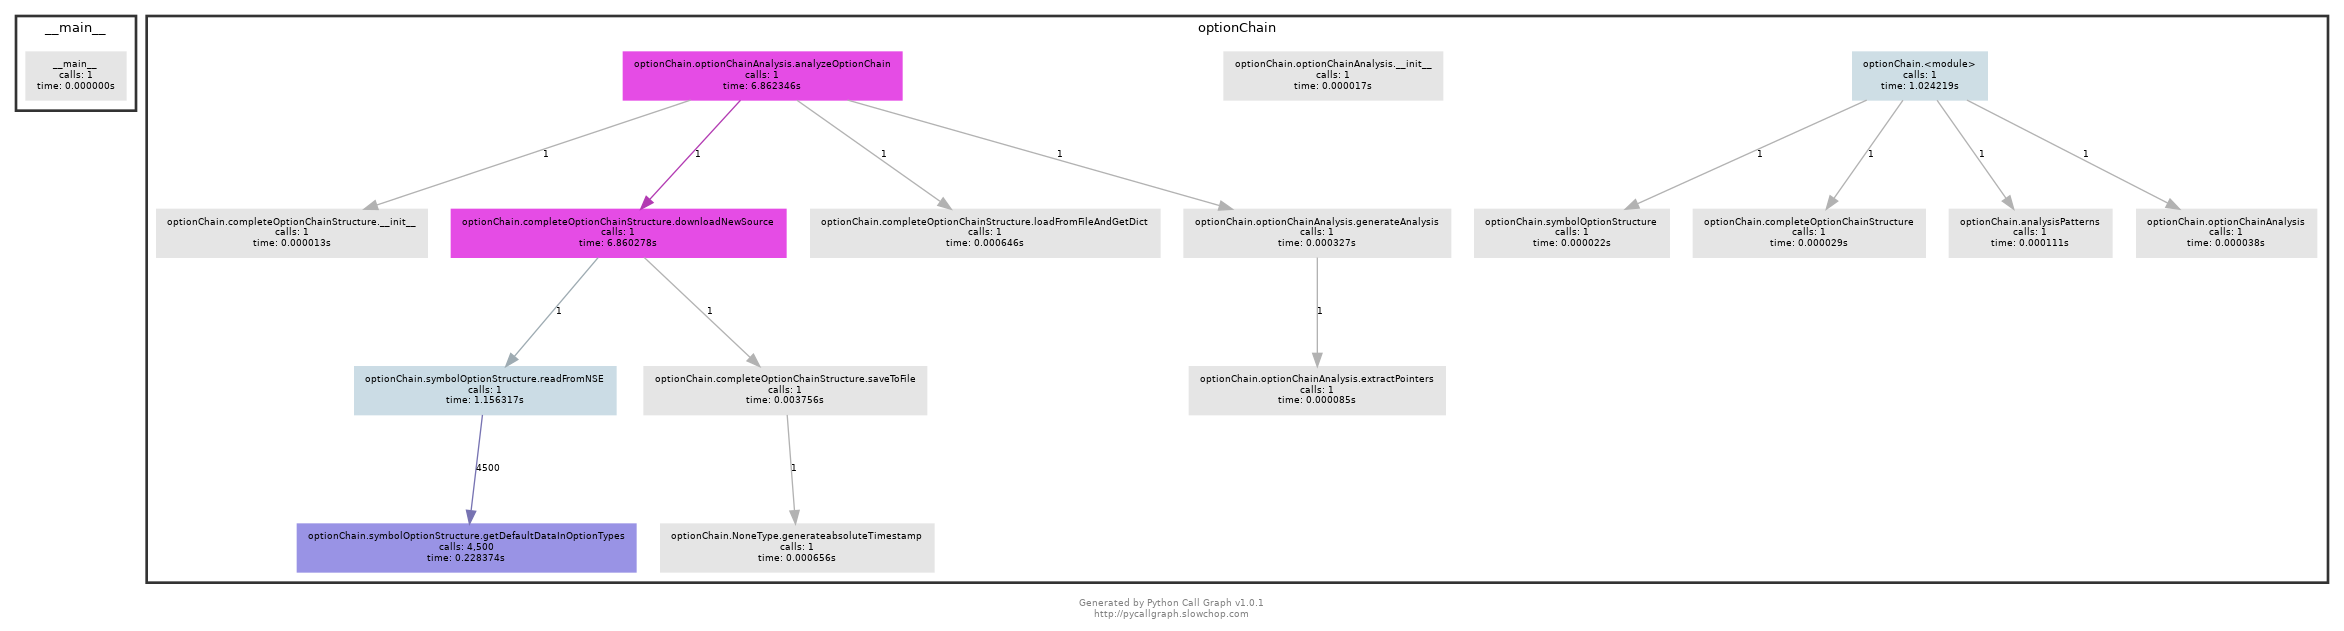 __main__
__main__
calls: 1
time: 0.000000s
optionChain
optionChain.optionChainAnalysis.analyzeOptionChain
calls: 1
time: 6.862346s
optionChain.optionChainAnalysis.__init__
calls: 1
time: 0.000017s
optionChain.<module>
calls: 1
time: 1.024219s
1
1
1
1
1
1
1
1
optionChain.completeOptionChainStructure.__init__
calls: 1
time: 0.000013s
optionChain.completeOptionChainStructure.downloadNewSource
calls: 1
time: 6.860278s
optionChain.completeOptionChainStructure.loadFromFileAndGetDict
calls: 1
time: 0.000646s
optionChain.optionChainAnalysis.generateAnalysis
calls: 1
time: 0.000327s
optionChain.symbolOptionStructure
calls: 1
time: 0.000022s
optionChain.completeOptionChainStructure
calls: 1
time: 0.000029s
optionChain.analysisPatterns
calls: 1
time: 0.000111s
optionChain.optionChainAnalysis
calls: 1
time: 0.000038s
1
1
1
optionChain.symbolOptionStructure.readFromNSE
calls: 1
time: 1.156317s
optionChain.completeOptionChainStructure.saveToFile
calls: 1
time: 0.003756s
optionChain.optionChainAnalysis.extractPointers
calls: 1
time: 0.000085s
4500
1
optionChain.symbolOptionStructure.getDefaultDataInOptionTypes
calls: 4,500
time: 0.228374s
optionChain.NoneType.generateabsoluteTimestamp
calls: 1
time: 0.000656s
Generated by Python Call Graph v1.0.1
http://pycallgraph.slowchop.com